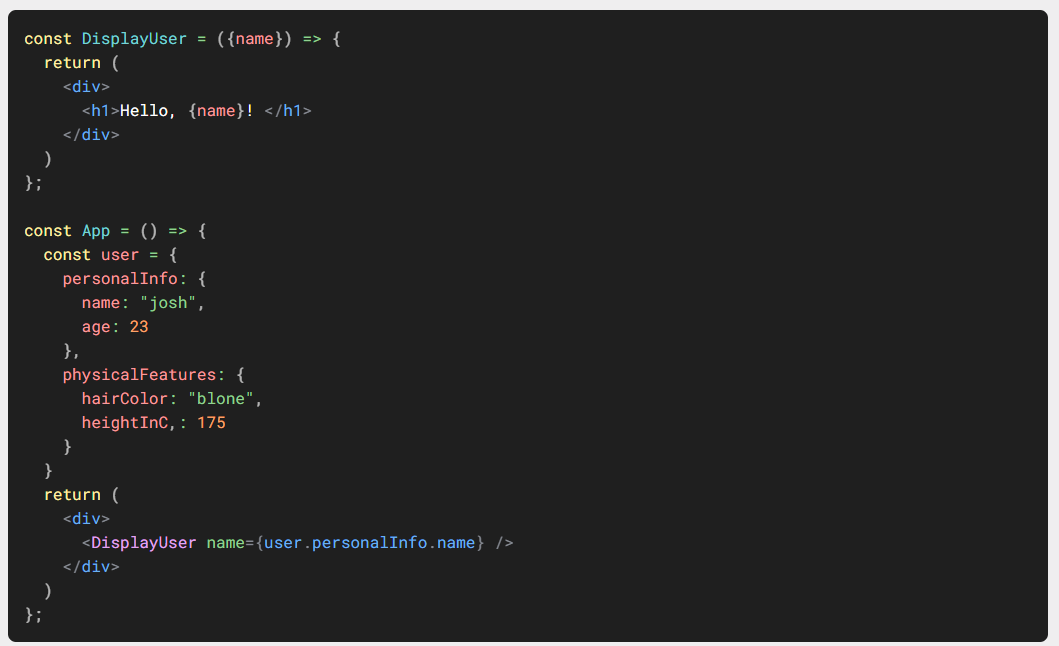 const DisplayUser = ({name}) => {
  return (
    <div>
      <h1>Hello, {name}! </h1>
    </div>
  )
};

const App = () => {
  const user = {
    personalInfo: {
      name: "josh",
      age: 23
    },
    physicalFeatures: {
      hairColor: "blone",
      heightInC,: 175
    }
  }
  return (
    <div>
      <DisplayUser name={user.personalInfo.name} />
    </div>
  )
};